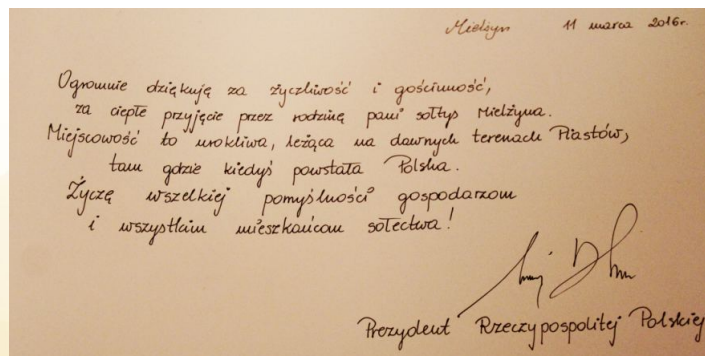 Mielżyn 11 marca 2016r.
Ogromnie dziękuję za życzliwość i gościnność,
za ciepłe przyjęcie przez rodzinę pani sołtys Mielżyna.
Miejscowość to urokliwa, leżąca na dawnych terenach Piastów,
tam gdzie kiedyś powstała Polska.
Życzę wszelkiej pomyślności gospodarzom
i wszystkim mieszkańcom sołectwa!
Prezydent Rzeczypospolitej Polskiej